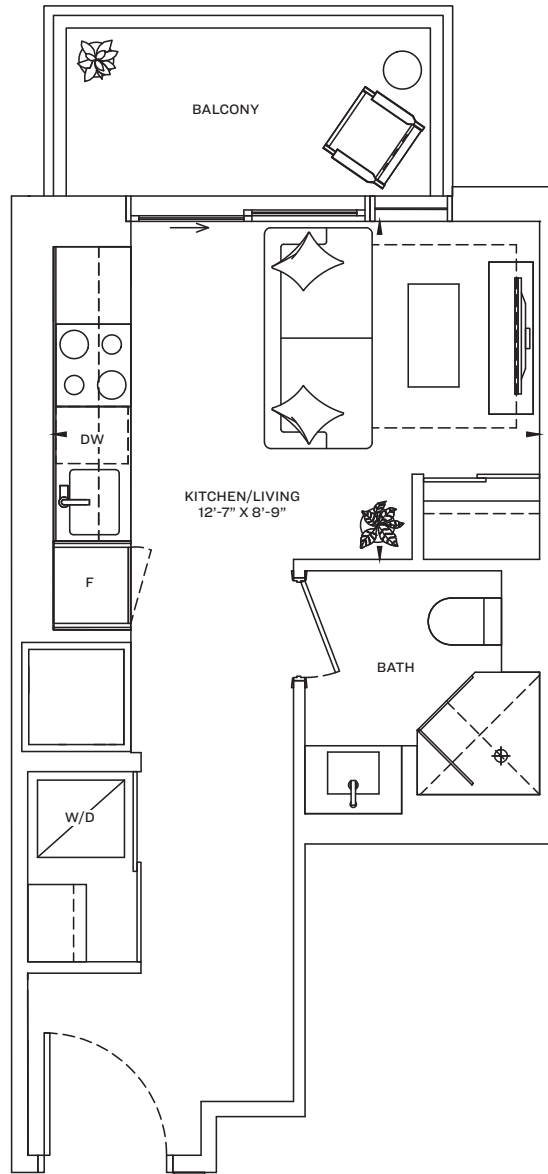 BALCONY
DW
KITCHEN/LIVING
12'-7" X 8'-9"
F
BATH
W/D